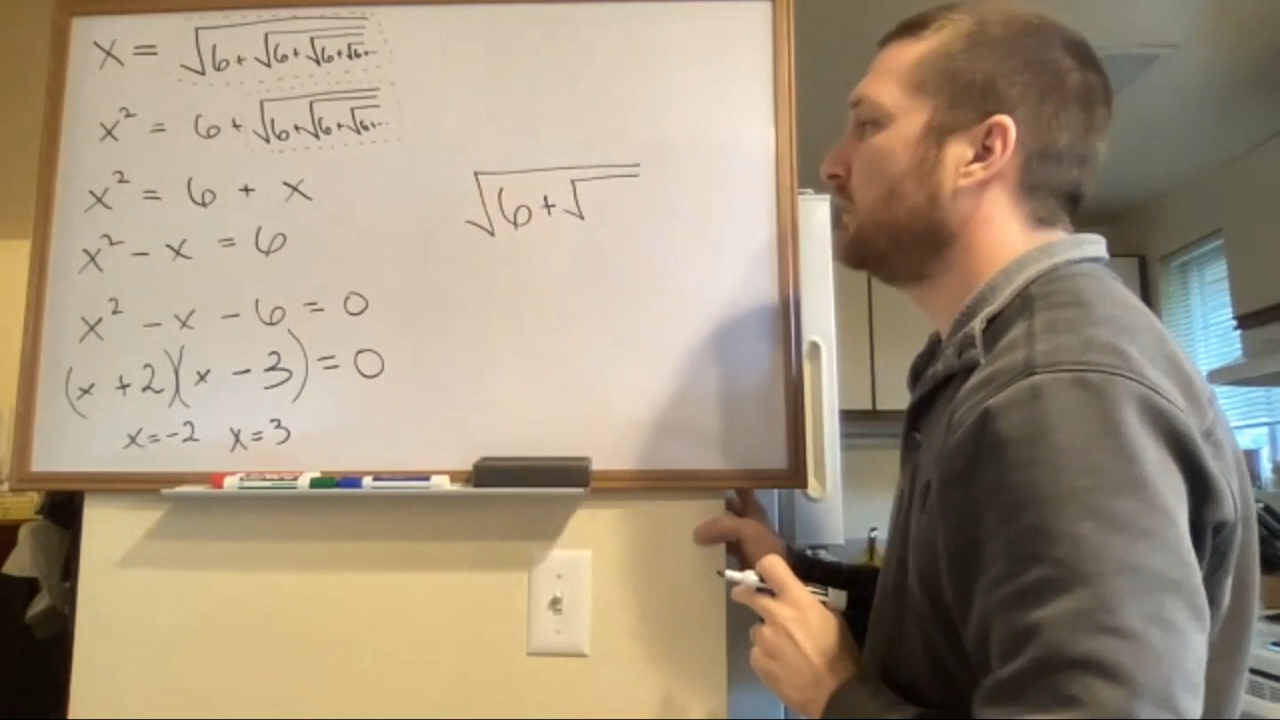 x = √6+√6+√6+√6+...
x² = 6+√6+√6+√6+...
x² = 6 + x
x² - x = 6
x² - x - 6 = 0
(x + 2)(x - 3) = 0
x=-2 x=3
√6+√